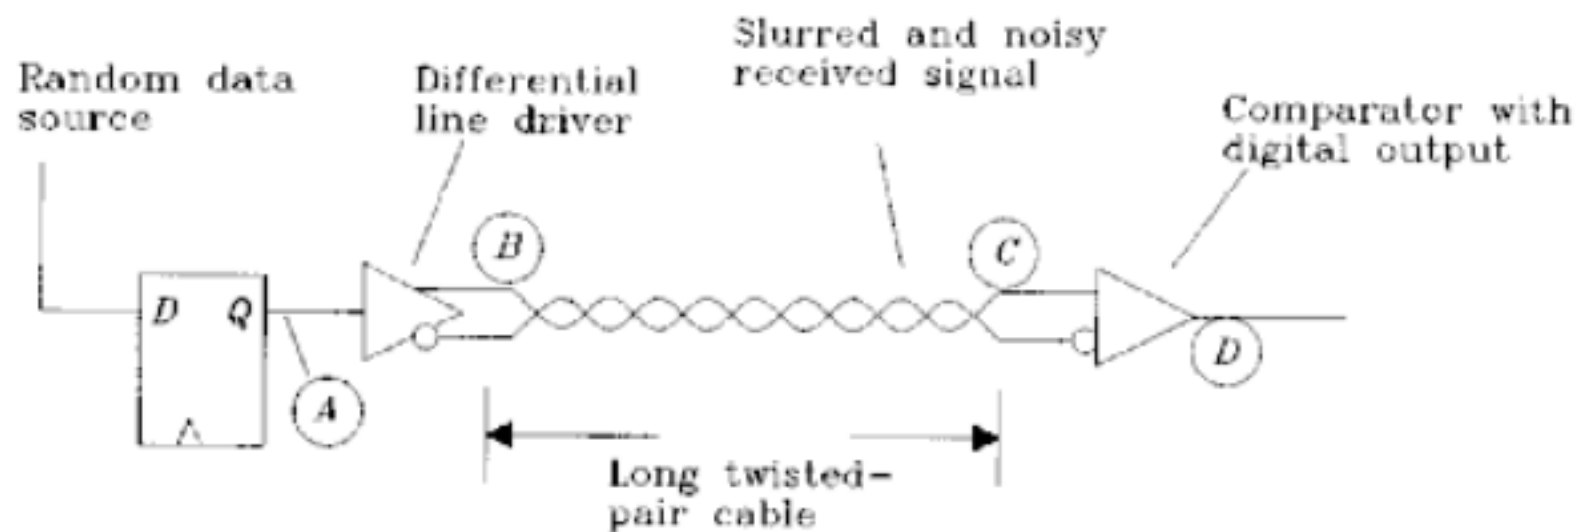 Slurred and noisy
received signal
Random data
source
Differential
line driver
Comparator with
digital output
B
C
D Q
D
A
Long twisted-
pair cable